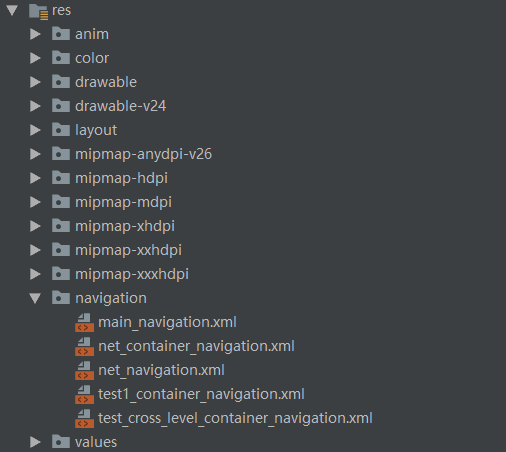 res
anim
color
drawable
drawable-v24
layout
mipmap-anydpi-v26
mipmap-hdpi
mipmap-mdpi
mipmap-xhdpi
mipmap-xxhdpi
mipmap-xxxhdpi
navigation
main_navigation.xml
net_container_navigation.xml
net_navigation.xml
test1_container_navigation.xml
test_cross_level_container_navigation.xml
values